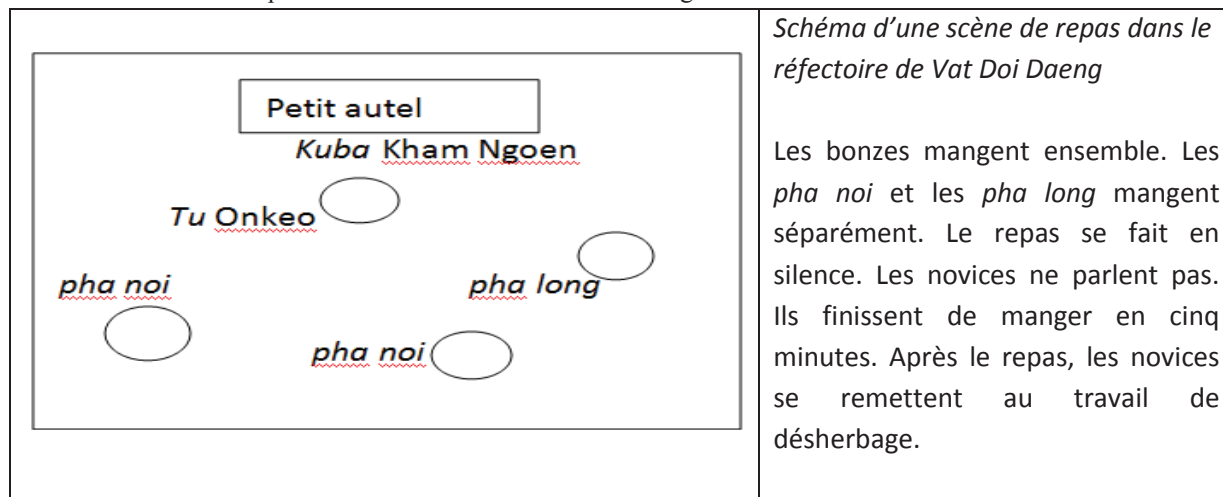 Petit autel
Kuba Kham Ngoen
Tu Onkeo
pha noi
pha long
pha noi
Schéma d'une scène de repas dans le
réfectoire de Vat Doi Daeng
Les bonzes mangent ensemble. Les
pha noi et les pha long mangent
séparément. Le repas se fait en
silence. Les novices ne parlent pas.
Ils finissent de manger en cinq
minutes. Après le repas, les novices
se remettent au travail de
désherbage.